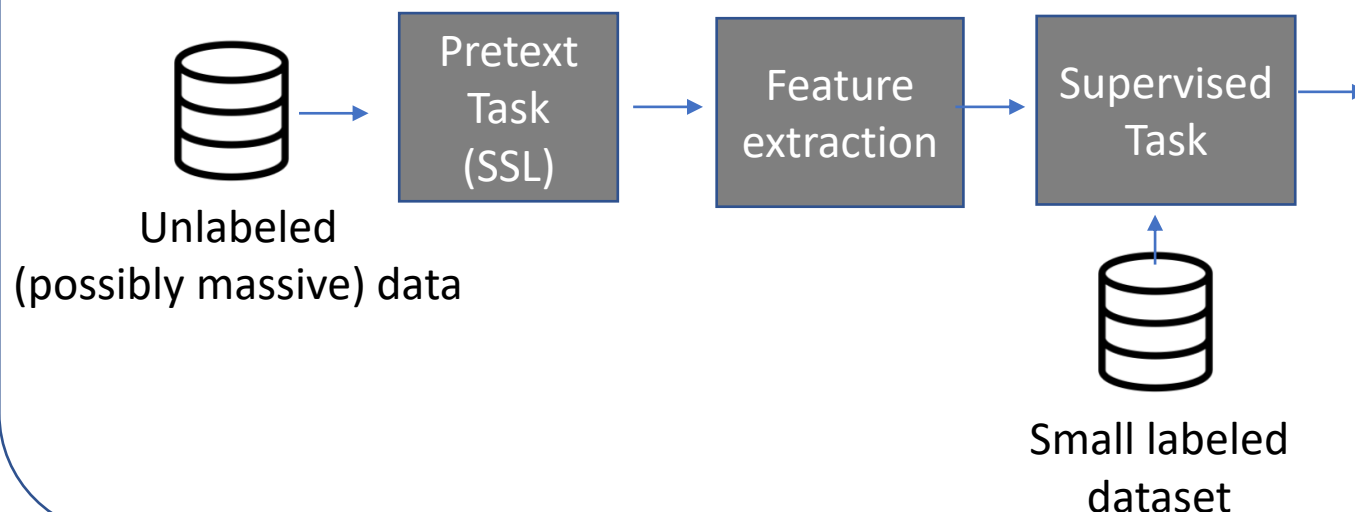 Pretext
Task
(SSL)
Feature
extraction
Supervised
Task
Unlabeled
(possibly massive) data
Small labeled
dataset